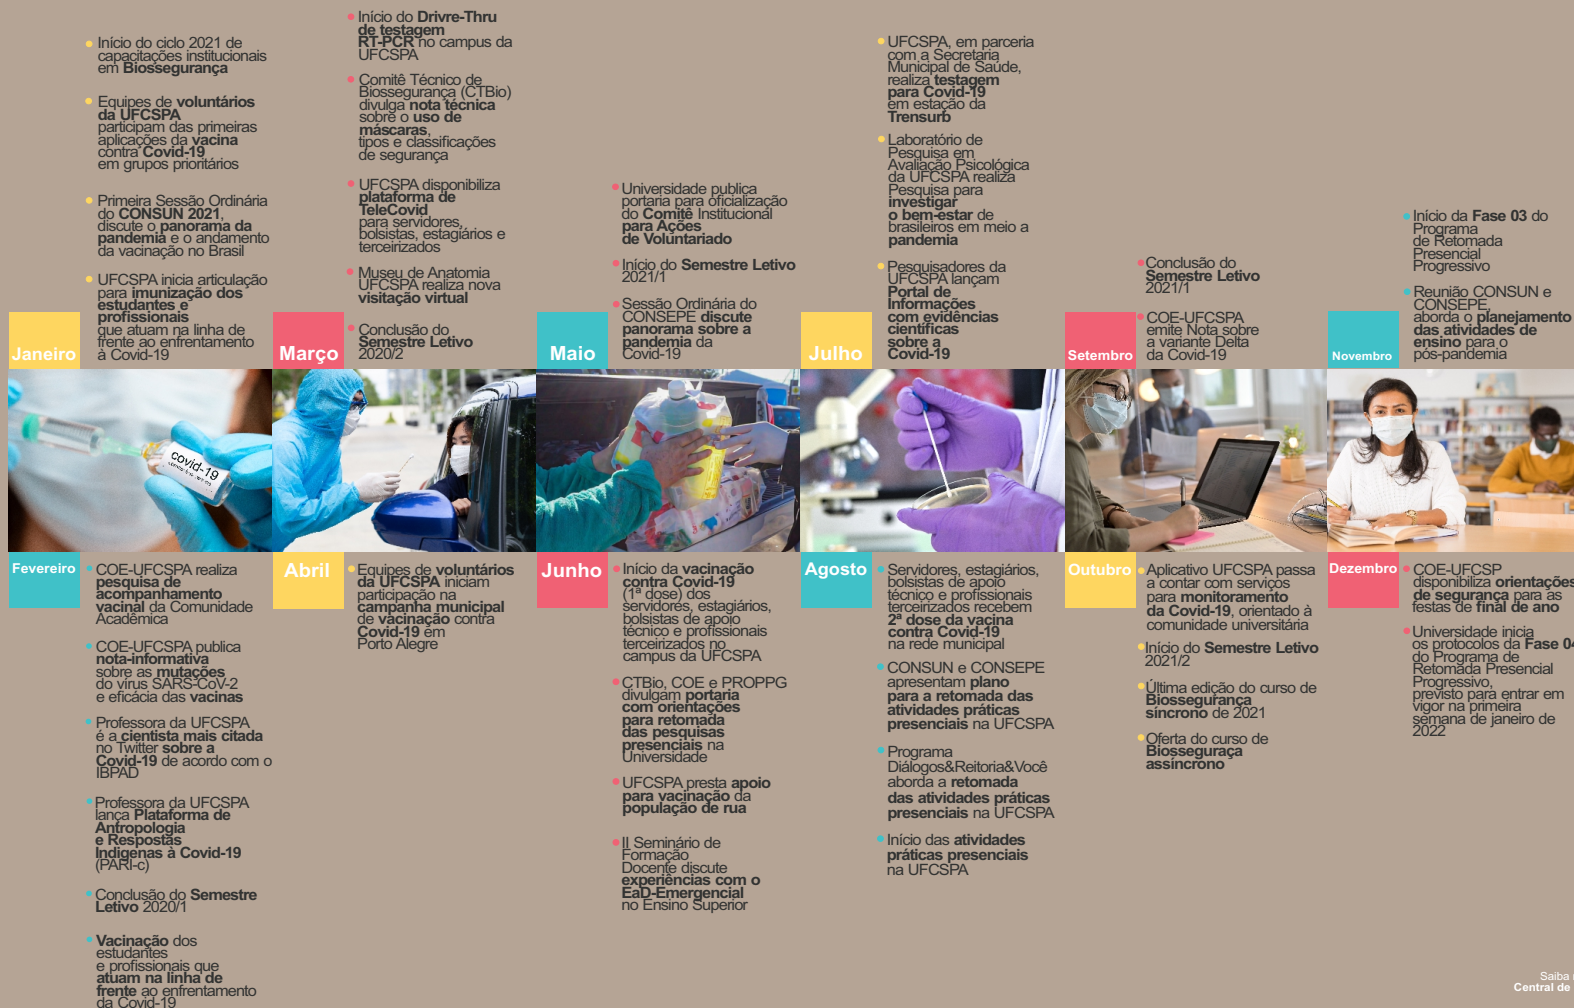 Início do ciclo 2021 de
capacitações institucionais
em Biossegurança
Equipes de voluntários
da UFCSPA
participam das primeiras
aplicações da vacina
contra Covid-19
em grupos prioritários
Primeira Sessão Ordinária
do CONSUN 2021,
discute o panorama da
pandemia e o andamento
da vacinação no Brasil
UFCSPA inicia articulação
para imunização dos
estudantes e
profissionais
que atuam na linha de
frente ao enfrentamento
à Covid-19
Janeiro
Início do Drivre-Thru
de testagem
RT-PCR no campus da
UFCSPA
Comitê Técnico de
Biossegurança (CTBio)
divulga nota técnica
sobre o uso de
máscaras,
tipos e classificações
de segurança
UFCSPA disponibiliza
plataforma de
TeleCovid
para servidores,
bolsistas, estagiários e
terceirizados
Museu de Anatomia
UFCSPA realiza nova
visitação virtual
Conclusão do
Semestre Letivo
2020/2
Março
Universidade publica
portaria para oficialização
do Comitê Institucional
para Ações
de Voluntariado
Início do Semestre Letivo
2021/1
Sessão Ordinária do
CONSEPE discute
panorama sobre a
pandemia da
Covid-19
Maio
UFCSPA, em parceria
com a Secretaria
Municipal de Saúde,
realiza testagem
para Covid-19
em estação da
Trensurb
Laboratório de
Pesquisa em
Avaliação Psicológica
da UFCSPA realiza
Pesquisa para
investigar
o bem-estar de
brasileiros em meio a
pandemia
Pesquisadores da
UFCSPA lançam
Portal de
Informações
com evidências
científicas
sobre a
Covid-19
Julho
Conclusão do
Semestre Letivo
2021/1
COE-UFCSPA
emite Nota sobre
a variante Delta
da Covid-19
Setembro
Início da Fase 03 do
Programa
de Retomada
Presencial
Progressivo
Reunião CONSUN e
CONSEPE,
aborda o planejamento
das atividades de
ensino para o
pós-pandemia
Novembro
covid-19
Fevereiro
COE-UFCSPA realiza
pesquisa de
acompanhamento
vacinal da Comunidade
Acadêmica
COE-UFCSPA publica
nota-informativa
sobre as mutações
do vírus SARS-CoV-2
e eficácia das vacinas
Professora da UFCSPA
é a cientista mais citada
no Twitter sobre a
Covid-19 de acordo com o
IBPAD
Professora da UFCSPA
lança Plataforma de
Antropologia
e Respostas
Indígenas à Covid-19
(PARI-c)
Conclusão do Semestre
Letivo 2020/1
Vacinação dos
estudantes
e profissionais que
atuam na linha de
frente ao enfrentamento
da Covid-19
Abril
Equipes de voluntários
da UFCSPA iniciam
participação na
campanha municipal
de vacinação contra
Covid-19 em
Porto Alegre
Junho
Início da vacinação
contra Covid-19
(1ª dose) dos
servidores, estagiários,
bolsistas de apoio
técnico e profissionais
terceirizados no
campus da UFCSPA
CTBio, COE e PROPPG
divulgam portaria
com orientações
para retomada
das pesquisas
presenciais na
Universidade
UFCSPA presta apoio
para vacinação da
população de rua
II Seminário de
Formação
Docente discute
experiências com o
EaD-Emergencial
no Ensino Superior
Agosto
Servidores, estagiários,
bolsistas de apoio
técnico e profissionais
terceirizados recebem
2ª dose da vacina
contra Covid-19
na rede municipal
CONSUN e CONSEPE
apresentam plano
para a retomada das
atividades práticas
presenciais na UFCSPA
Programa
Diálogos&Reitoria&Você
aborda a retomada
das atividades práticas
presenciais na UFCSPA
Início das atividades
práticas presenciais
na UFCSPA
Outubro
Aplicativo UFCSPA passa
a contar com serviços
para monitoramento
da Covid-19, orientado à
comunidade universitária
Início do Semestre Letivo
2021/2
Última edição do curso de
Biossegurança
síncrono de 2021
Oferta do curso de
Biosseguraça
assíncrono
Dezembro
COE-UFCSP
disponibiliza orientações
de segurança para as
festas de final de ano
Universidade inicia
os protocolos da Fase 04
do Programa de
Retomada Presencial
Progressivo,
previsto para entrar em
vigor na primeira
semana de janeiro de
2022
Saiba
Central de